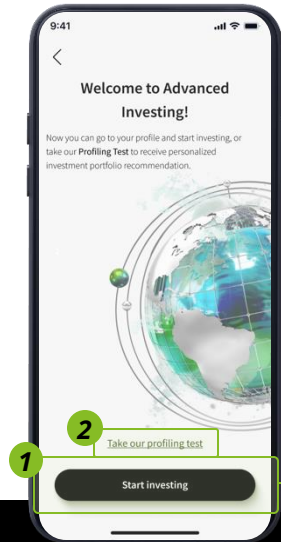 9:41
Welcome to Advanced
Investing!
Now you can go to your profile and start investing, or
take our Profiling Test to receive personalized
investment portfolio recommendation.
2
Take our profiling test
1
Start investing